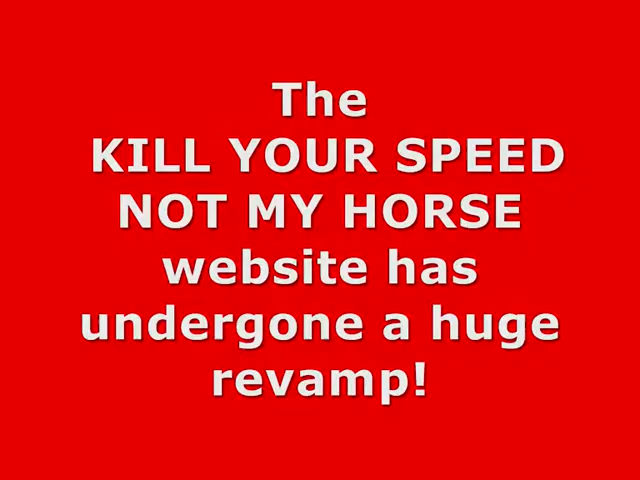 The
KILL YOUR SPEED
NOT MY HORSE
website has
undergone a huge
revamp!